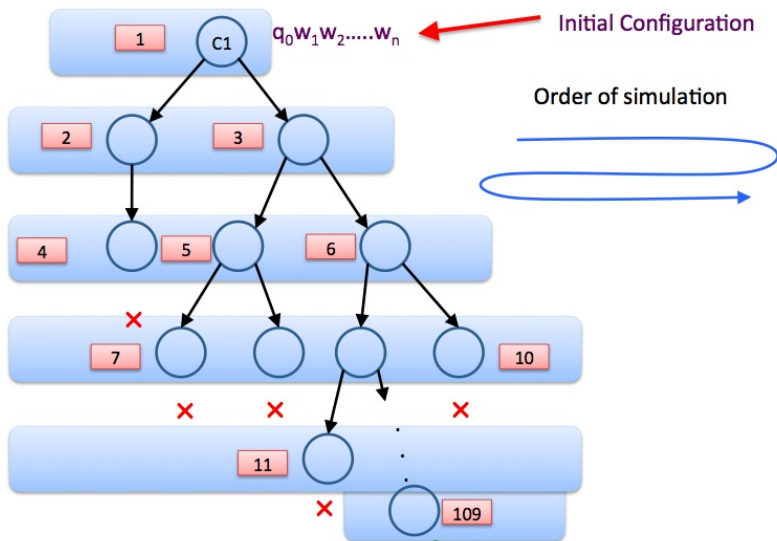 1
C1
q₀w₁w₂.....wₙ
Initial Configuration
Order of simulation
2
3
4
5
6
7
10
11
109